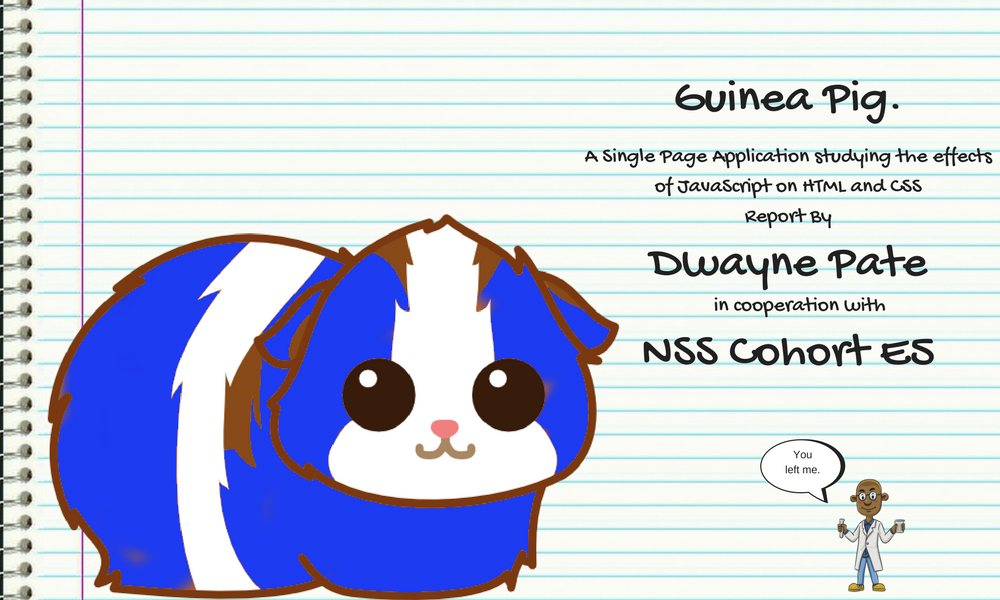 Guinea Pig.
A Single Page Application studying the effects
of JavaScript on HTML and CSS
Report By
Dwayne Pate
in cooperation with
NSS Cohort E5
You
left me.